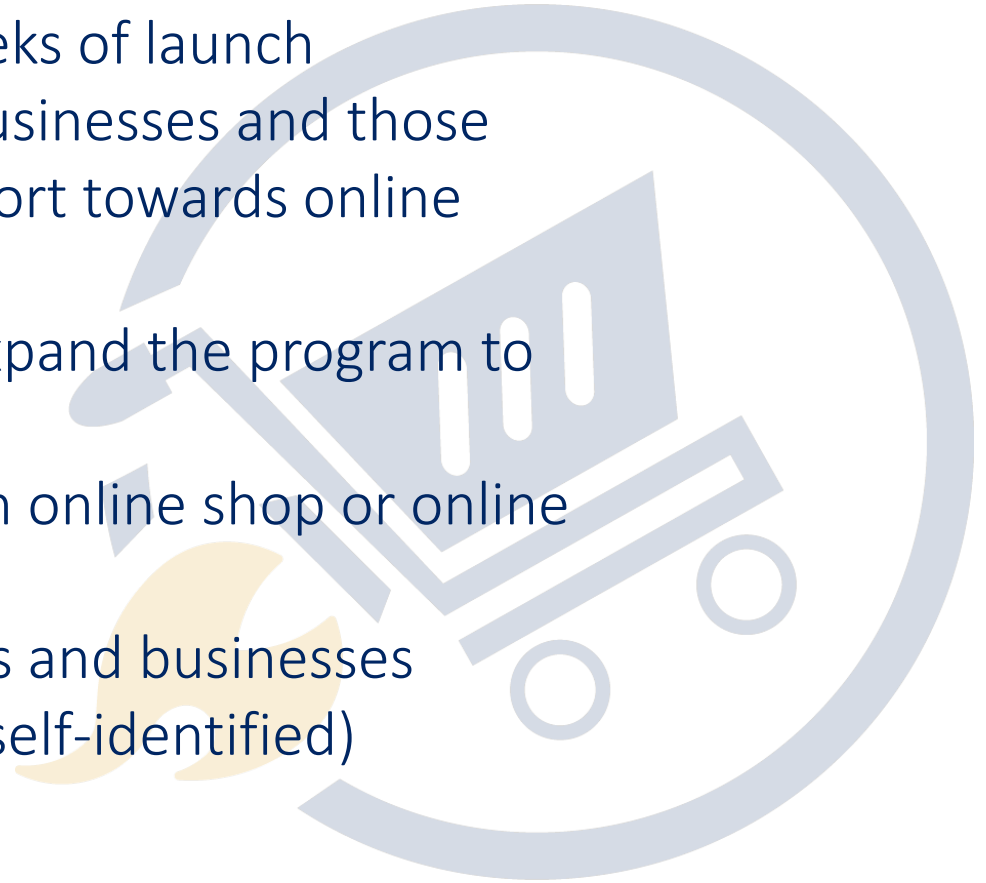 eks of launch
usinesses and those
ort towards online
xpand the program to
n online shop or online
s and businesses
self-identified)